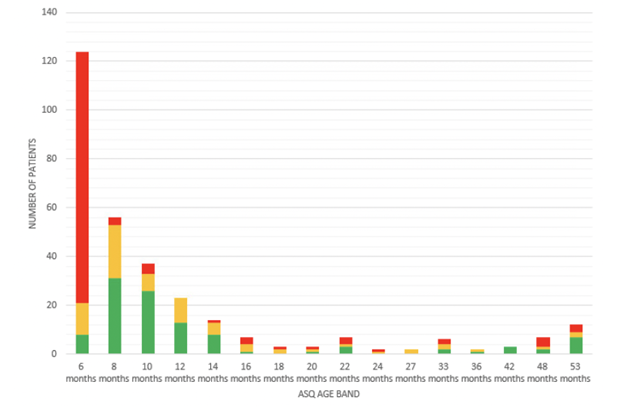 140
120
100
80
60
40
20
0
NUMBER OF PATIENTS
6 8 10 12 14 16 18 20 22 24 27 33 36 42 48 53
months months months months months months months months months months months months months months months months
ASQ AGE BAND